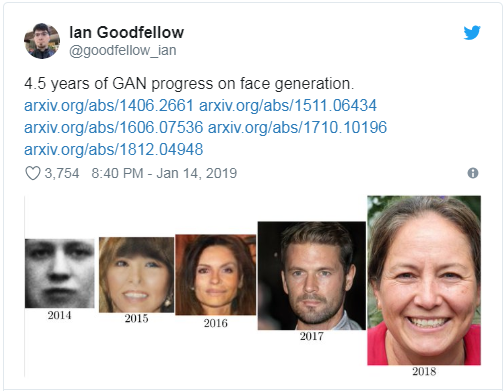 Ian Goodfellow
@goodfellow_ian
4.5 years of GAN progress on face generation.
arxiv.org/abs/1406.2661 arxiv.org/abs/1511.06434
arxiv.org/abs/1606.07536 arxiv.org/abs/1710.10196
arxiv.org/abs/1812.04948
3,754 8:40 PM - Jan 14, 2019
2014
2015
2016
2017
2018